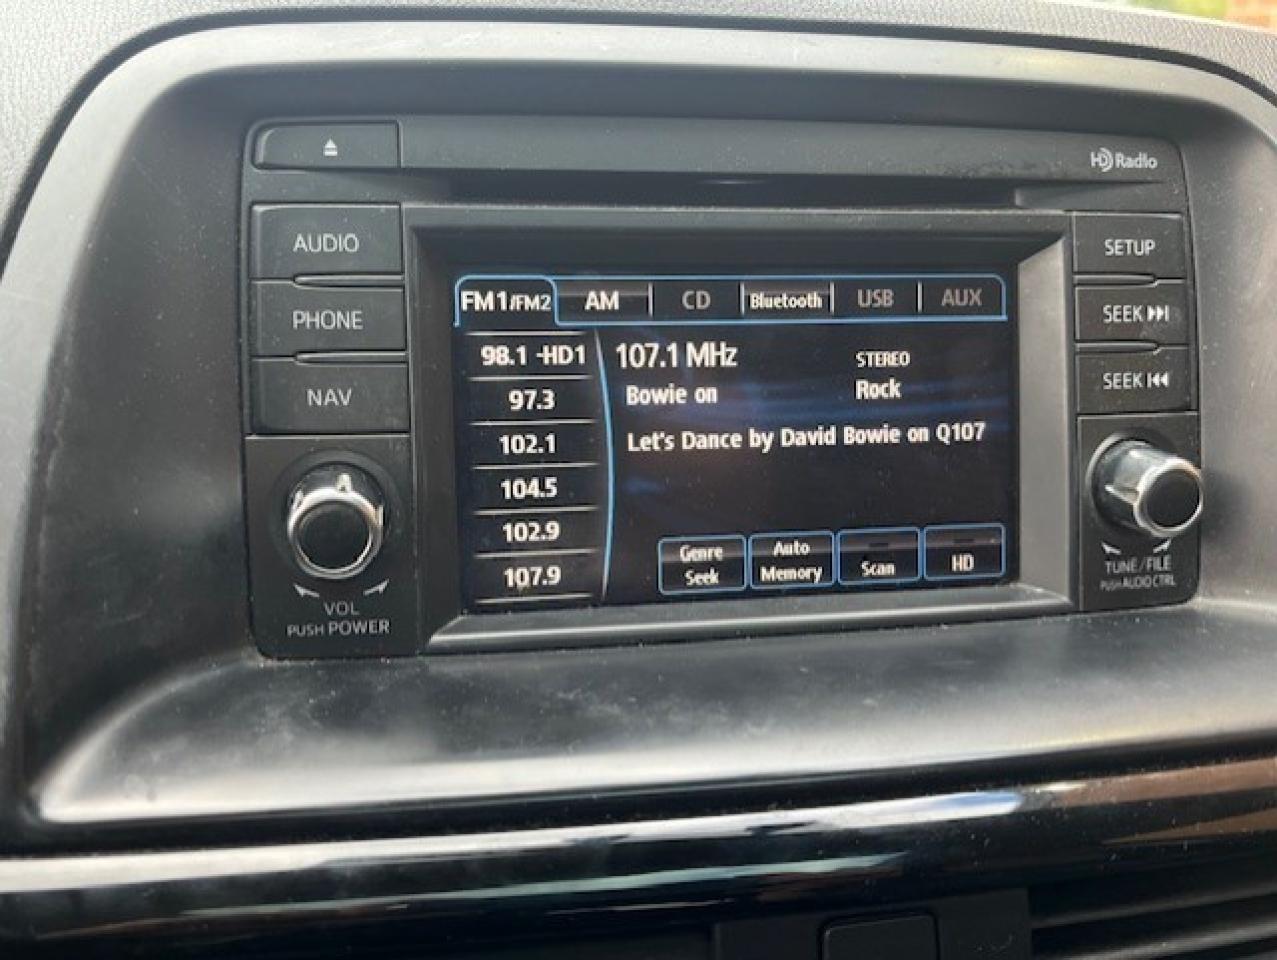 HD Radio
AUDIO
PHONE
NAV
VOL
PUSH POWER
FM1/FM2 AM CD Bluetooth USB AUX
98.1 -HD1
97.3
102.1
104.5
102.9
107.9
107.1 MHz STEREO
Bowie on Rock
Let's Dance by David Bowie on Q107
Genre
Seek
Auto
Memory
Scan
HD
SETUP
SEEK
SEEK
TUNE/FILE
PUSH AUDIO CTRL